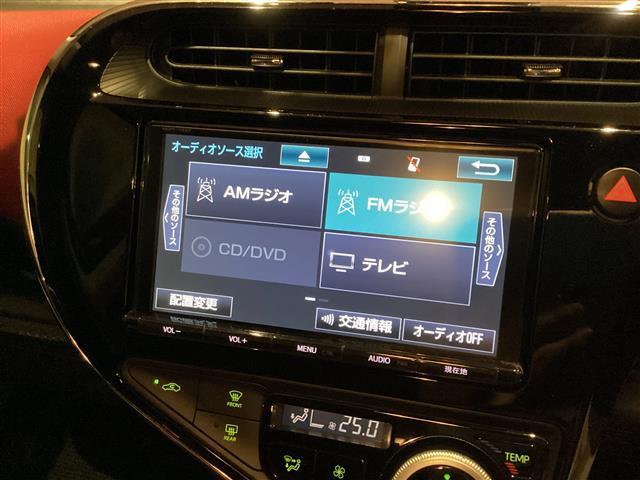 オーディオソース選択
AMラジオ
FMラジオ
その他のソース
その他のソース
CD/DVD
テレビ
配置変更
交通情報
オーディオOFF
VOL−
VOL+
MENU
AUDIO
現在地
FRONT
REAR
25.0
TEMP